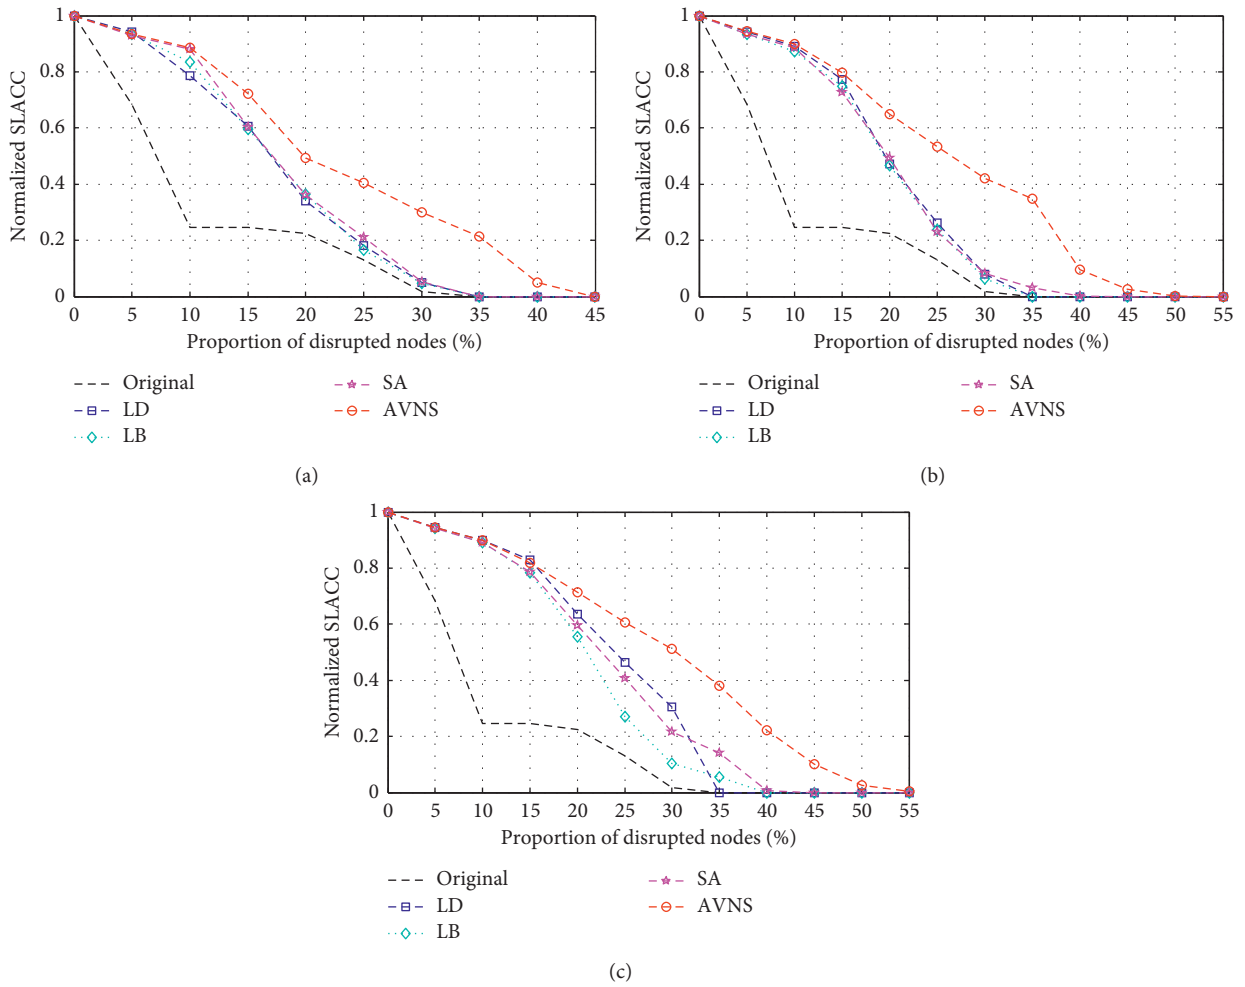 Normalized SLACC
1
0.8
0.6
0.4
0.2
0
0 5 10 15 20 25 30 35 40 45
Proportion of disrupted nodes (%)
Original
LD
LB
SA
AVNS
(a)
Normalized SLACC
1
0.8
0.6
0.4
0.2
0
0 5 10 15 20 25 30 35 40 45 50 55
Proportion of disrupted nodes (%)
Original
LD
LB
SA
AVNS
(b)
Normalized SLACC
1
0.8
0.6
0.4
0.2
0
0 5 10 15 20 25 30 35 40 45 50 55
Proportion of disrupted nodes (%)
Original
LD
LB
SA
AVNS
(c)